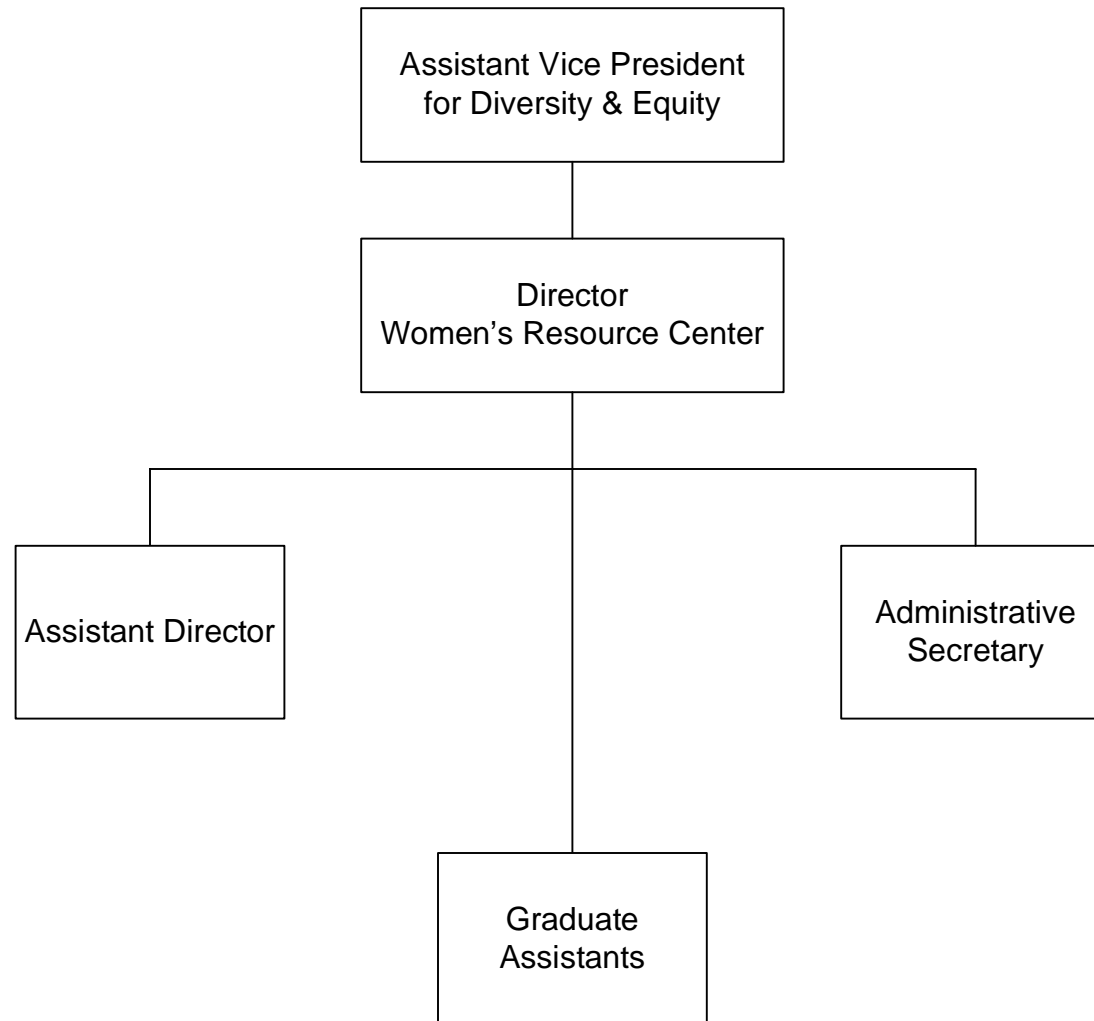 Assistant Vice President
for Diversity & Equity
Director
Women’s Resource Center
Assistant Director
Administrative
Secretary
Graduate
Assistants